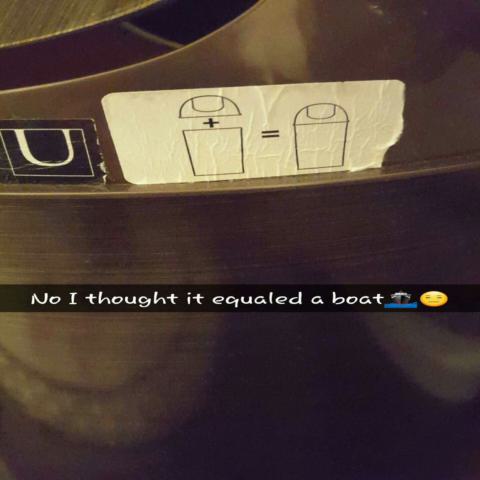 U
+ =
No I thought it equaled a boat🛳️😑